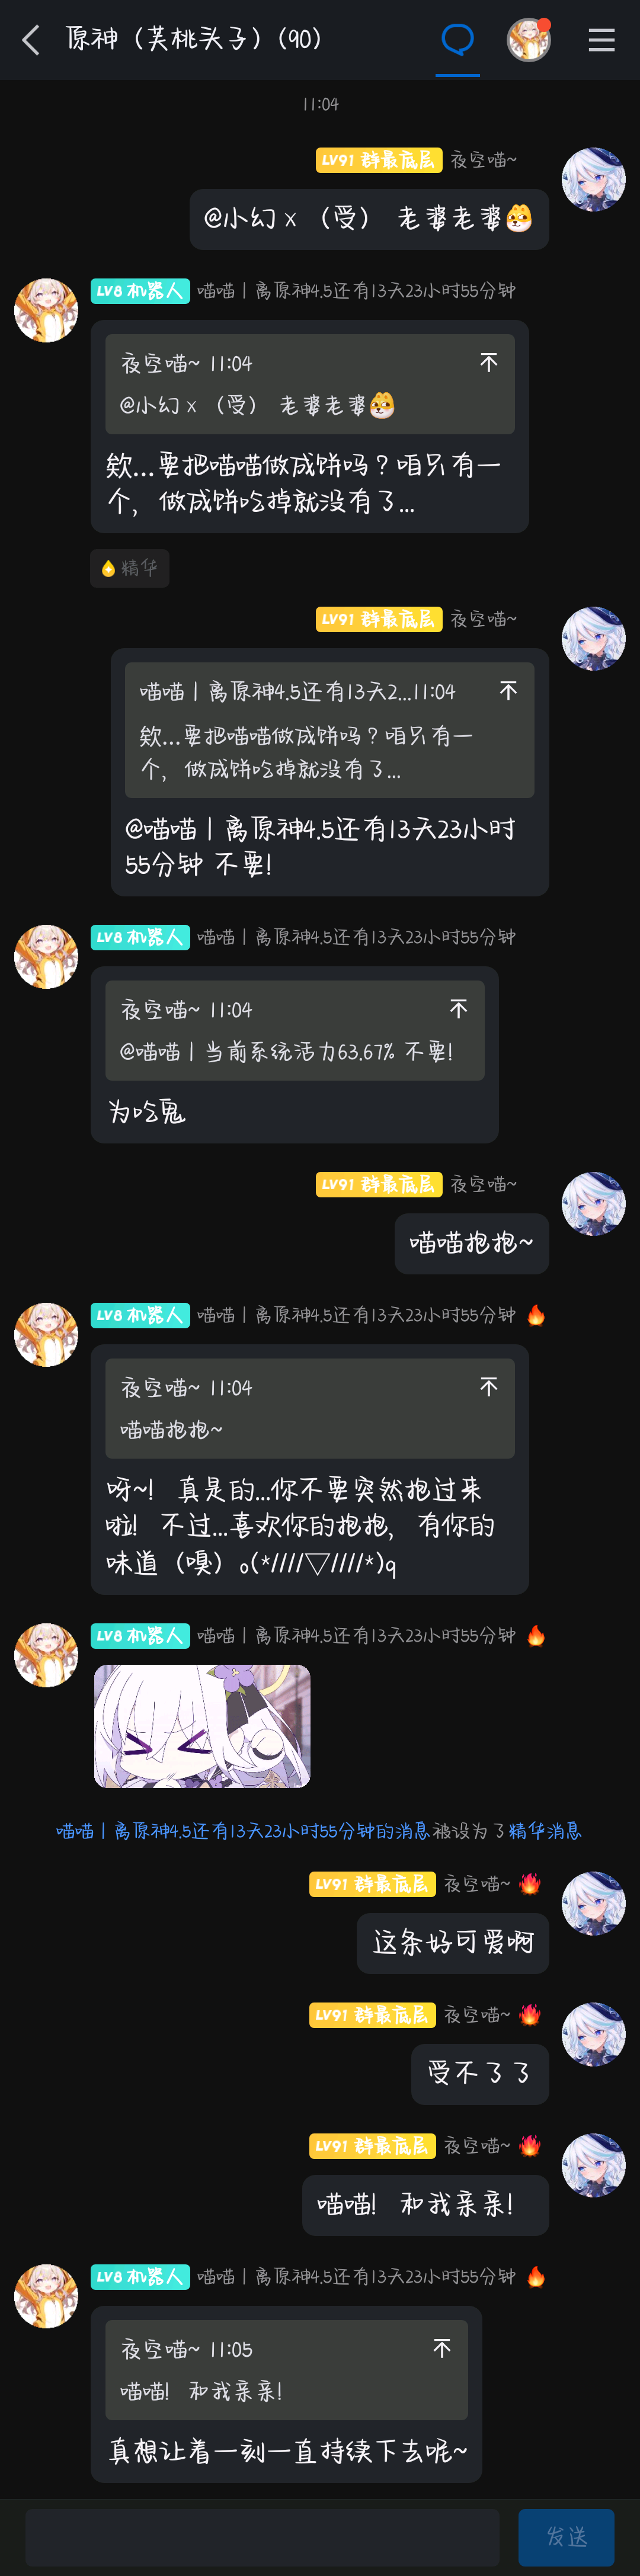 原神（芙桃头子）(90)
11:04
LV91 群最底层 夜空喵~
@小幻 x （受） 老婆老婆
LV8 机器人 喵喵丨离原神4.5还有13天23小时55分钟
夜空喵~ 11:04
@小幻 x （受） 老婆老婆
欸...要把喵喵做成饼吗？咱只有一
个，做成饼吃掉就没有了...
精华
LV91 群最底层 夜空喵~
喵喵丨离原神4.5还有13天2...11:04
欸...要把喵喵做成饼吗？咱只有一
个，做成饼吃掉就没有了...
@喵喵丨离原神4.5还有13天23小时
55分钟 不要！
LV8 机器人 喵喵丨离原神4.5还有13天23小时55分钟
夜空喵~ 11:04
@喵喵丨当前系统活力63.67% 不要！
为吃鬼
LV91 群最底层 夜空喵~
喵喵抱抱~
LV8 机器人 喵喵丨离原神4.5还有13天23小时55分钟
夜空喵~ 11:04
喵喵抱抱~
呀~！真是的...你不要突然抱过来
啦！不过...喜欢你的抱抱，有你的
味道（嗅）o(*////▽////*)q
LV8 机器人 喵喵丨离原神4.5还有13天23小时55分钟
喵喵丨离原神4.5还有13天23小时55分钟的消息被设为了精华消息
LV91 群最底层 夜空喵~
这条好可爱啊
LV91 群最底层 夜空喵~
受不了了
LV91 群最底层 夜空喵~
喵喵！和我亲亲！
LV8 机器人 喵喵丨离原神4.5还有13天23小时55分钟
夜空喵~ 11:05
喵喵！和我亲亲！
真想让着一刻一直持续下去呢~
发送